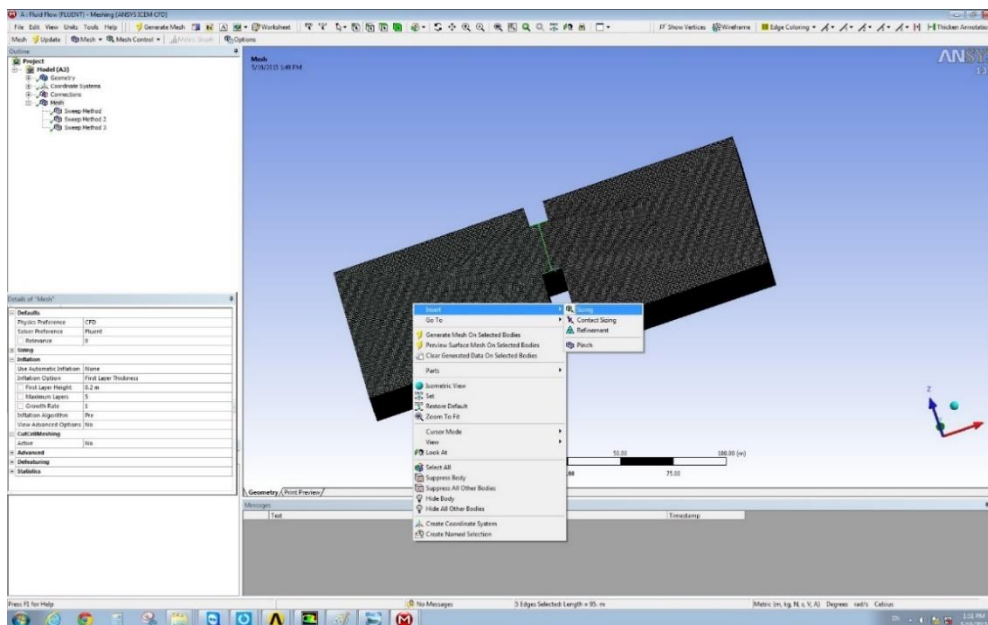 A : Fluid Flow (FLUENT) - Meshing [ANSYS ICEM CFD]
File Edit View Units Tools Help Generate Mesh Worksheet Show Vertices Wireframe Edge Coloring Thicken Annotations
Mesh Update Mesh Mesh Control Options
Outline
Project
Model (A3)
Geometry
Coordinate Systems
Connections
Mesh
Sweep Method
Sweep Method 2
Sweep Method 3
Mesh
ANSYS
Details of "Mesh"
Defaults
Physics Preference CFD
Solver Preference Fluent
Relevance 0
Sizing
Inflation
Use Automatic Inflation None
Inflation Option First Layer Thickness
First Layer Height 0.2 m
Maximum Layers 5
Growth Rate 1
Inflation Algorithm Pre
View Advanced Options No
CutCellMeshing
Active No
Advanced
Defeaturing
Statistics
Insert
Go To
Generate Mesh On Selected Bodies
Preview Surface Mesh On Selected Bodies
Clear Generated Data On Selected Bodies
Parts
Isometric View
Set
Restore Default
Zoom To Fit
Cursor Mode
View
Look At
Select All
Suppress Body
Suppress All Other Bodies
Hide Body
Hide All Other Bodies
Create Coordinate System
Create Named Selection
Sizing
Contact Sizing
Refinement
Pinch
50.00 100.00 (m)
75.00
Z
Geometry Print Preview
Messages
Text Timestamp
Press F1 for Help No Messages 3 Edges Selected: Length = 95. m Metric (m, kg, N, s, V, A) Degrees rad/s Celsius
EN 1:51 PM